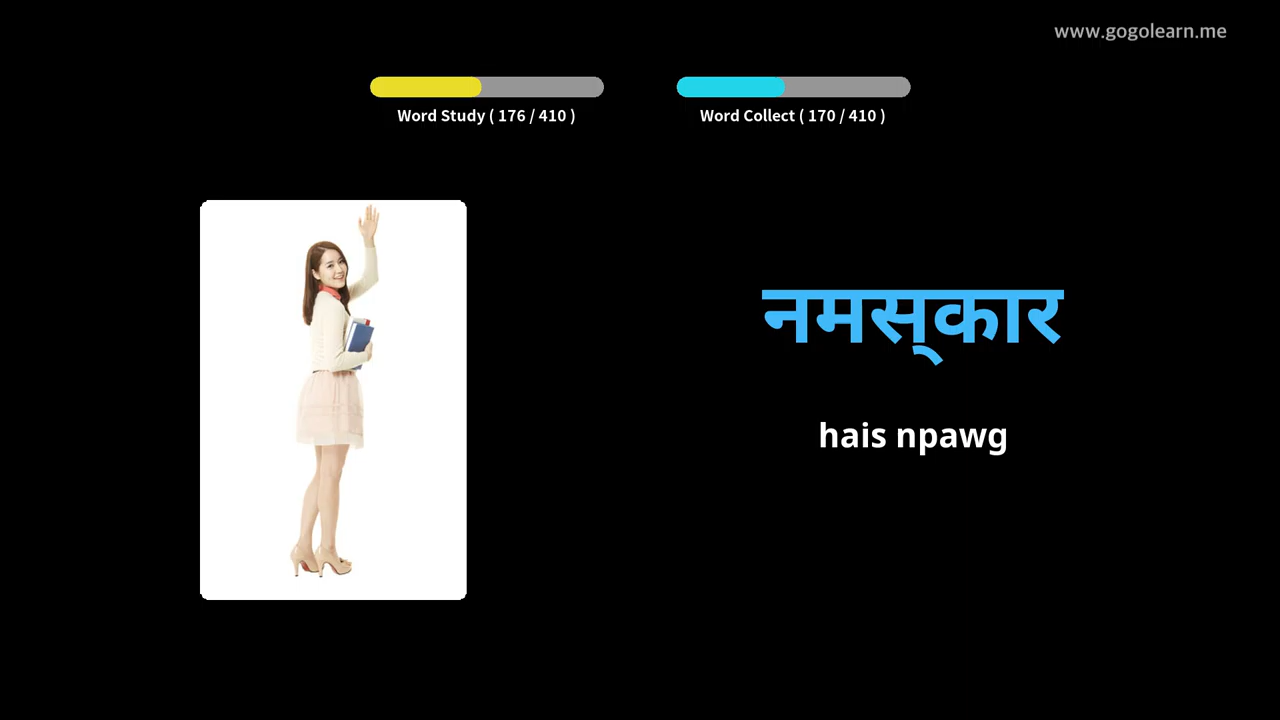 www.gogolearn.me
Word Study ( 176 / 410 )
Word Collect ( 170 / 410 )
नमस्‌कार
hais npawg